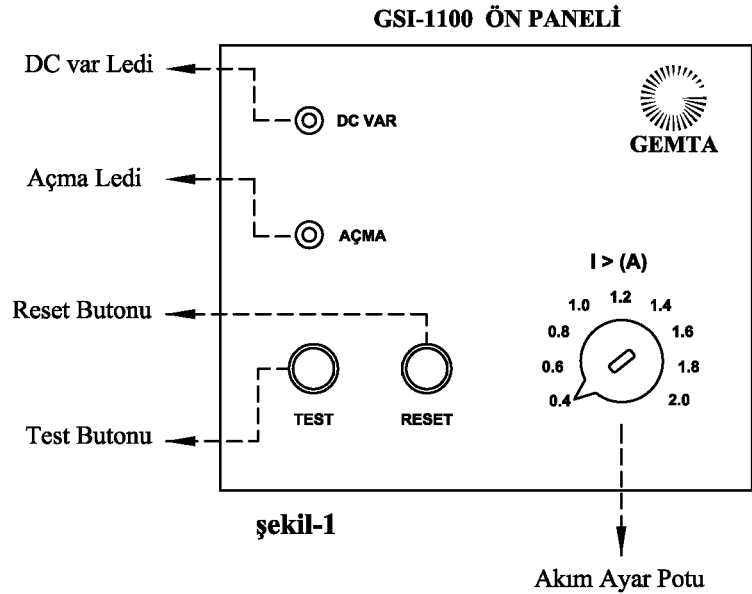 GSI-1100 ÖN PANELİ
DC var Ledi
DC VAR
GEMTA
Açma Ledi
AÇMA
I > (A)
Reset Butonu
0.4
0.6
0.8
1.0
1.2
1.4
1.6
1.8
2.0
TEST
RESET
Test Butonu
şekil-1
Akım Ayar Potu